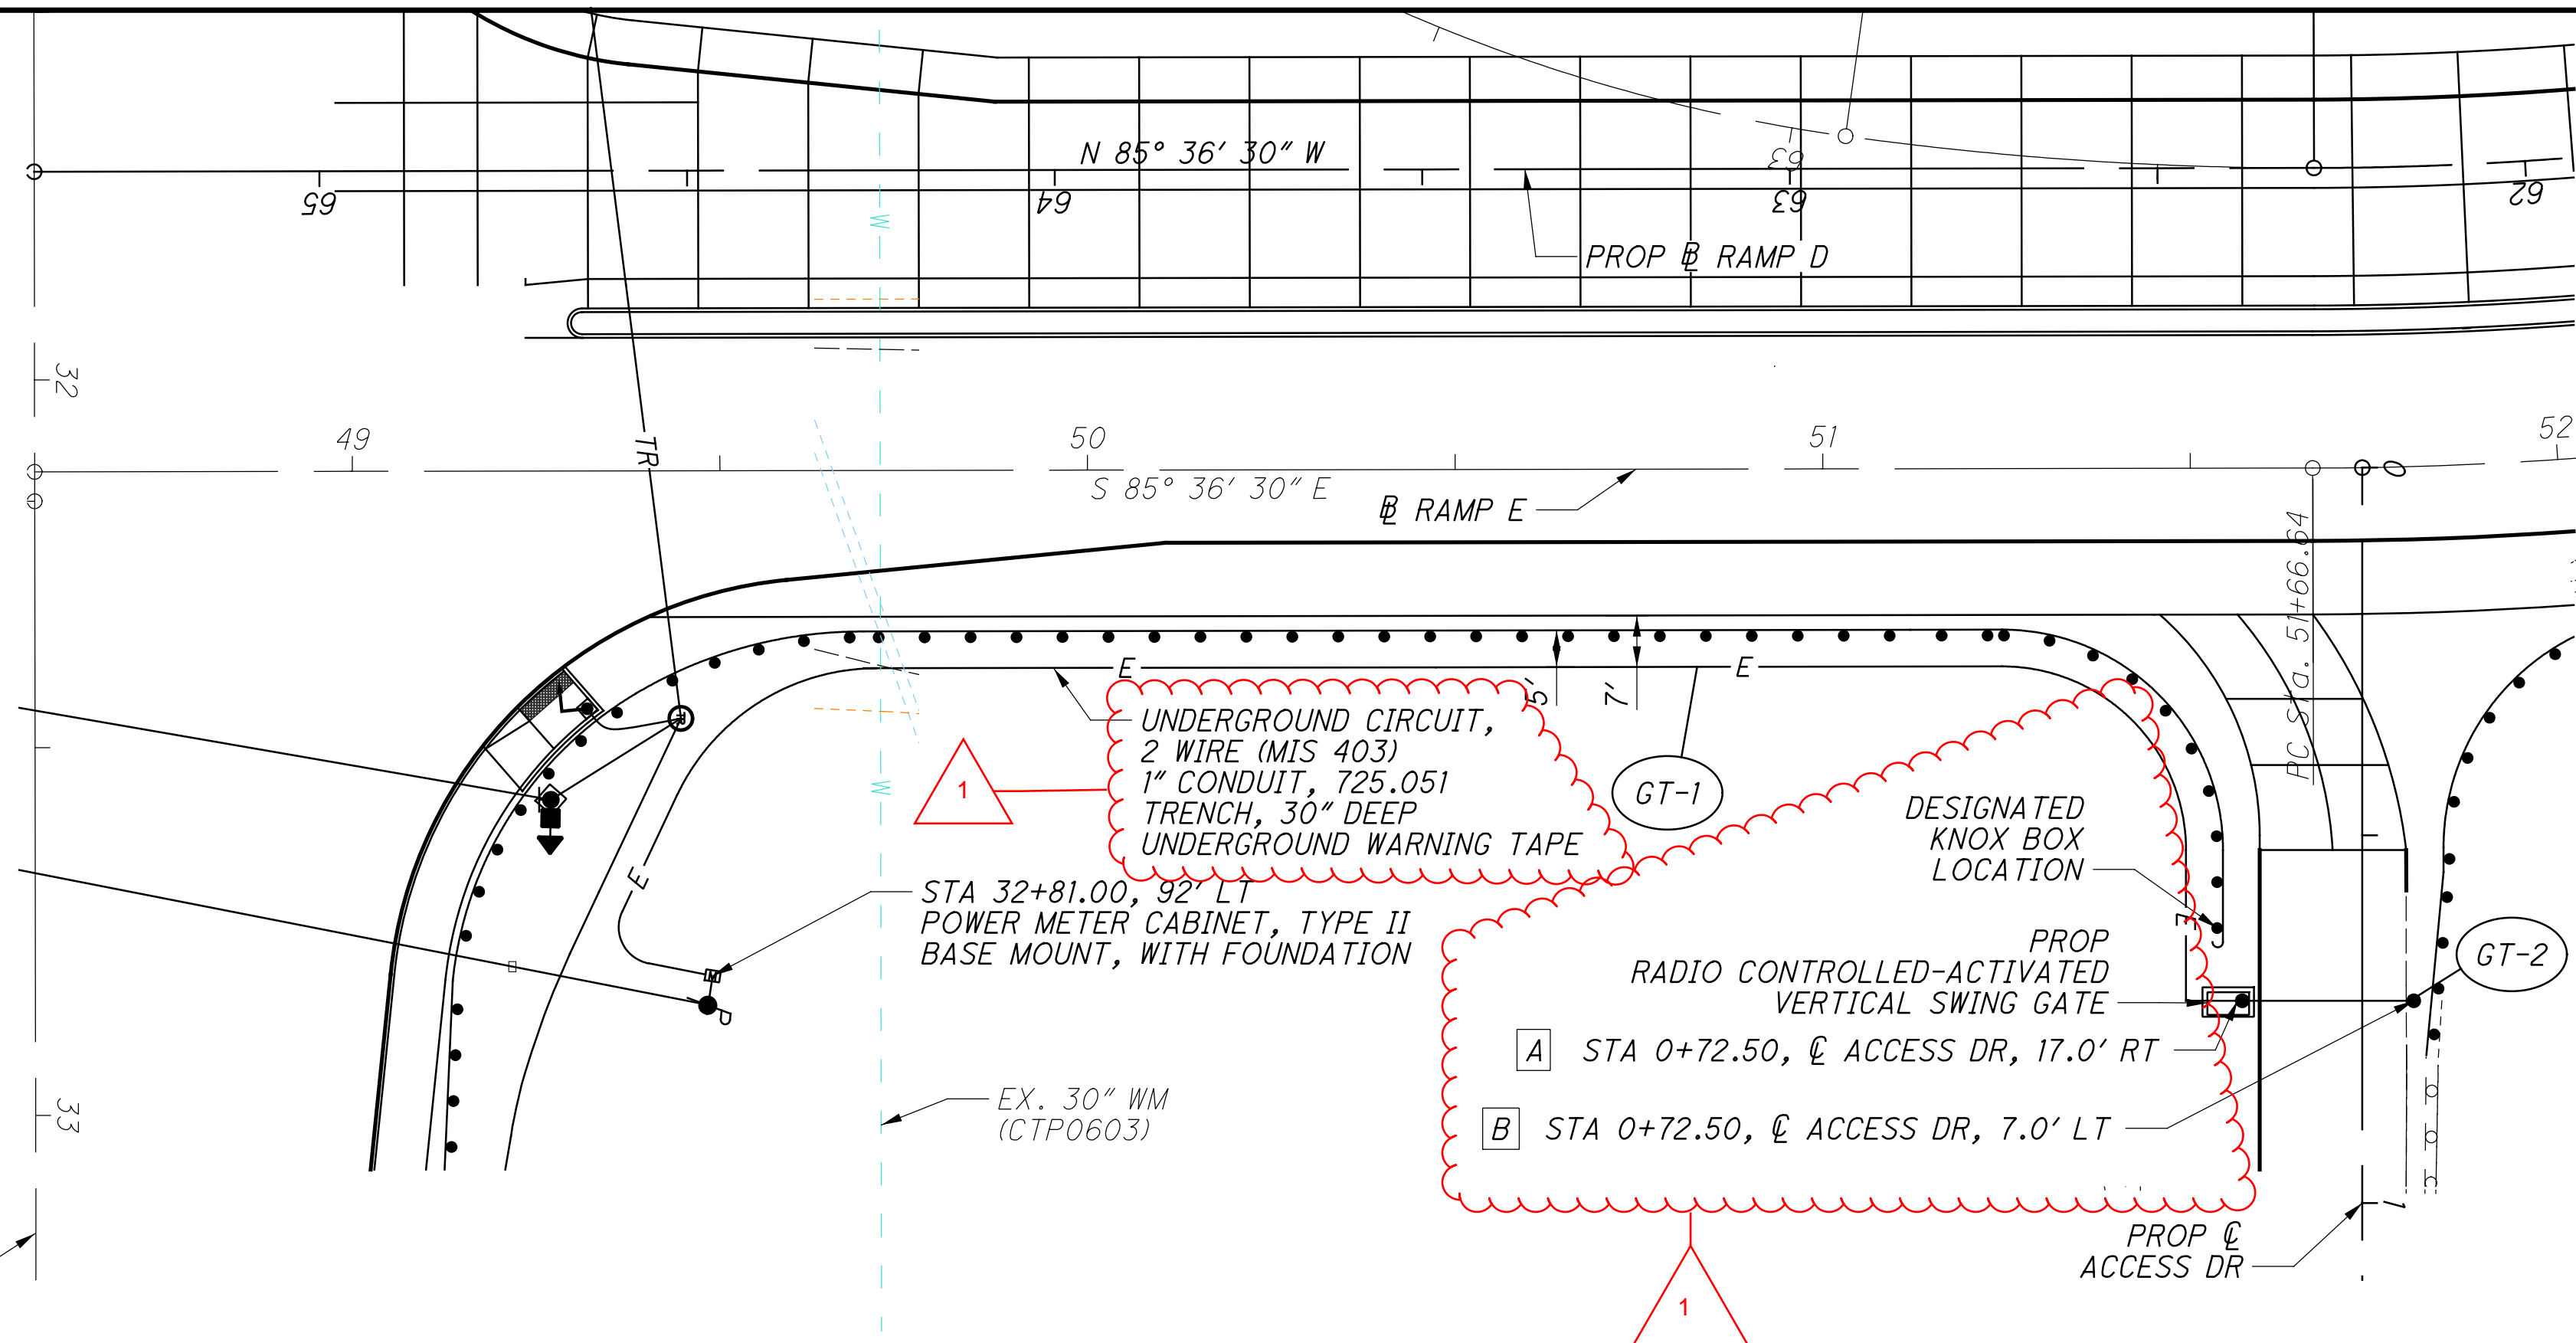 N 85° 36' 30" W
65
64
63
63
62
PROP ℄ RAMP D
32
49
50
51
52
0
TR
S 85° 36' 30" E
RAMP E
PC Sta. 51+66.64
E
E
5'
7'
UNDERGROUND CIRCUIT,
2 WIRE (MIS 403)
1" CONDUIT, 725.051
TRENCH, 30" DEEP
UNDERGROUND WARNING TAPE
1
GT-1
DESIGNATED
KNOX BOX
LOCATION
W
W
E
STA 32+81.00, 92' LT
POWER METER CABINET, TYPE II
BASE MOUNT, WITH FOUNDATION
M
P
E
PROP
RADIO CONTROLLED-ACTIVATED
VERTICAL SWING GATE
GT-2
A STA 0+72.50, ℄ ACCESS DR, 17.0' RT
B STA 0+72.50, ℄ ACCESS DR, 7.0' LT
EX. 30" WM
(CTP0603)
33
1
PROP ℄
ACCESS DR
1